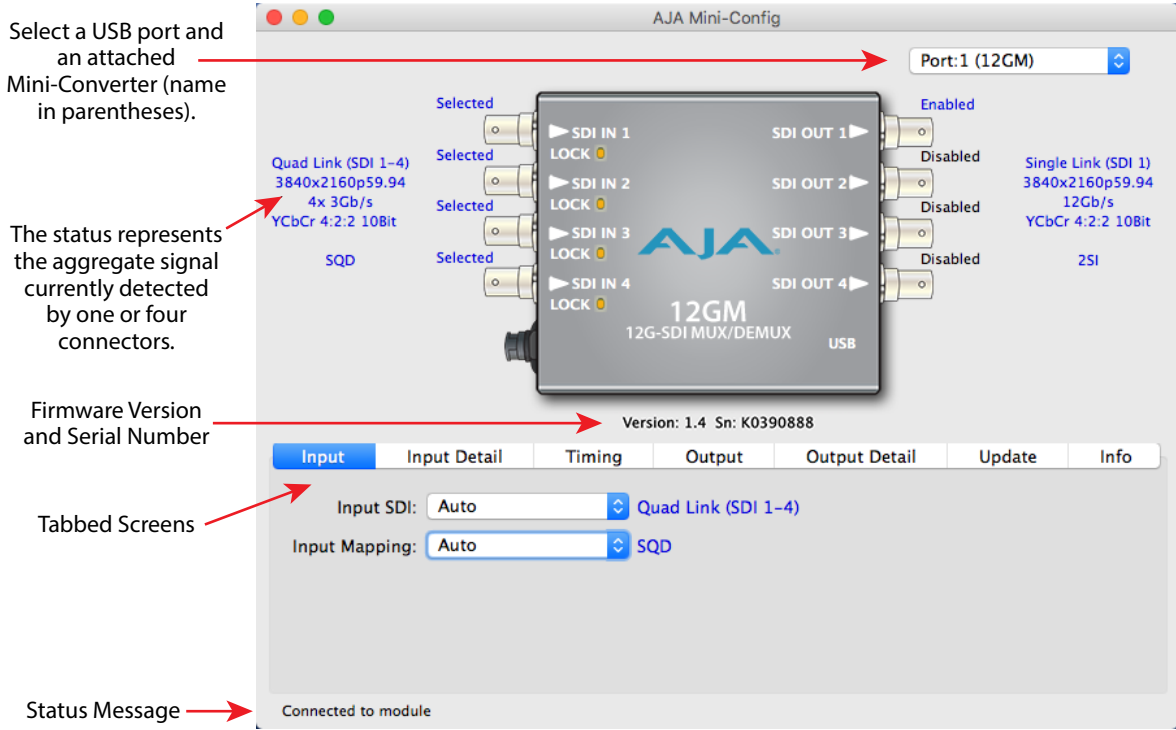 AJA Mini-Config
Select a USB port and
an attached
Mini-Converter (name
in parentheses).
Port:1 (12GM)
Selected
Enabled
SDI IN 1
SDI OUT 1
LOCK
Quad Link (SDI 1-4)
3840x2160p59.94
4x 3Gb/s
YCbCr 4:2:2 10Bit
SQD
Selected
Disabled
SDI IN 2
SDI OUT 2
LOCK
Single Link (SDI 1)
3840x2160p59.94
12Gb/s
YCbCr 4:2:2 10Bit
2SI
Selected
Disabled
SDI IN 3
SDI OUT 3
LOCK
AJA
The status represents
the aggregate signal
currently detected
by one or four
connectors.
Selected
Disabled
SDI IN 4
SDI OUT 4
LOCK
12GM
12G-SDI MUX/DEMUX
USB
Firmware Version
and Serial Number
Version: 1.4 Sn: K0390888
Input Input Detail Timing Output Output Detail Update Info
Tabbed Screens
Input SDI: Auto Quad Link (SDI 1-4)
Input Mapping: Auto SQD
Status Message
Connected to module